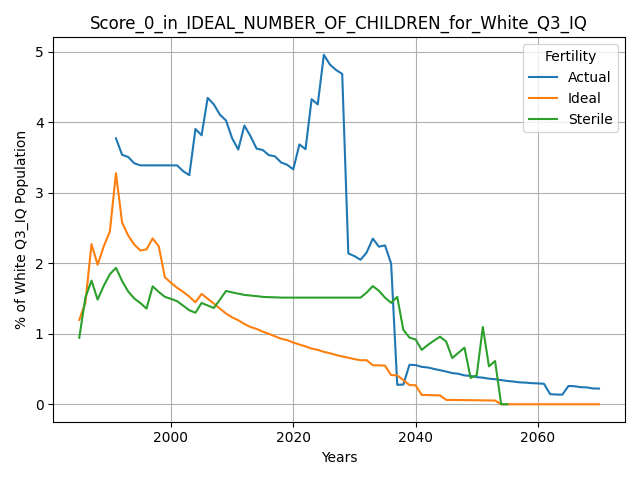 Score_0_in_IDEAL_NUMBER_OF_CHILDREN_for_White_Q3_IQ
Fertility
Actual
Ideal
Sterile
% of White Q3_IQ Population
5
4
3
2
1
0
2000
2020
2040
2060
Years